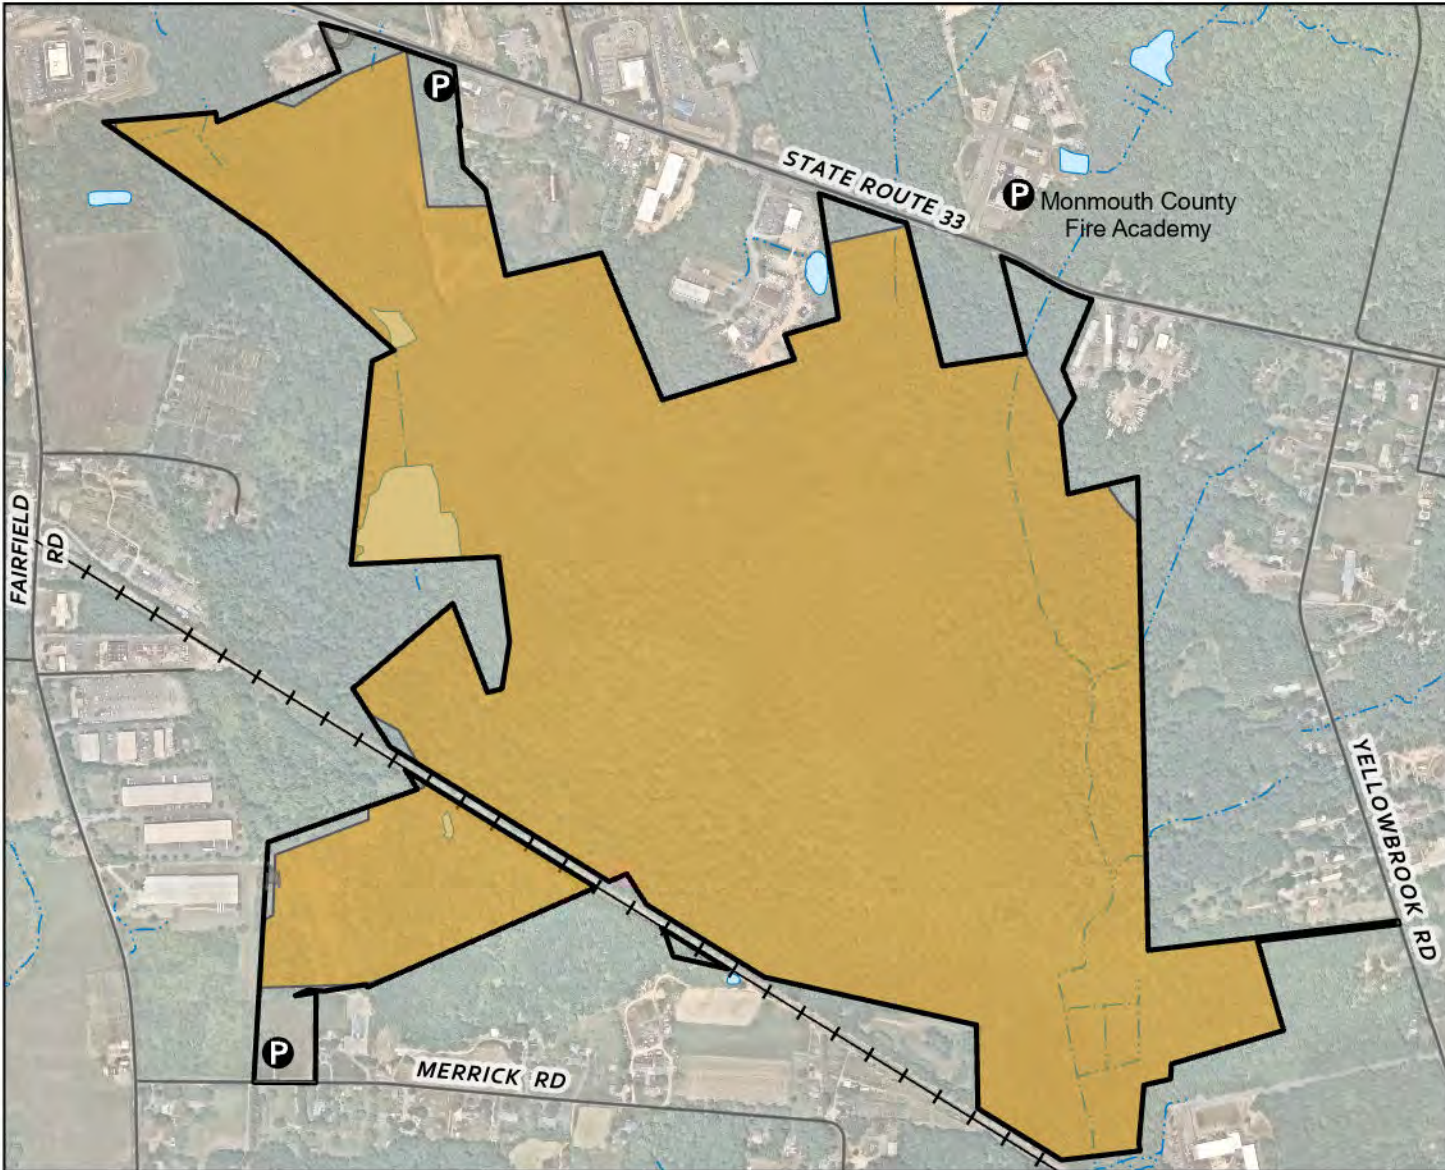 P
STATE ROUTE 33
P Monmouth County
Fire Academy
FAIRFIELD
RD
YELLOWBROOK RD
P
MERRICK RD